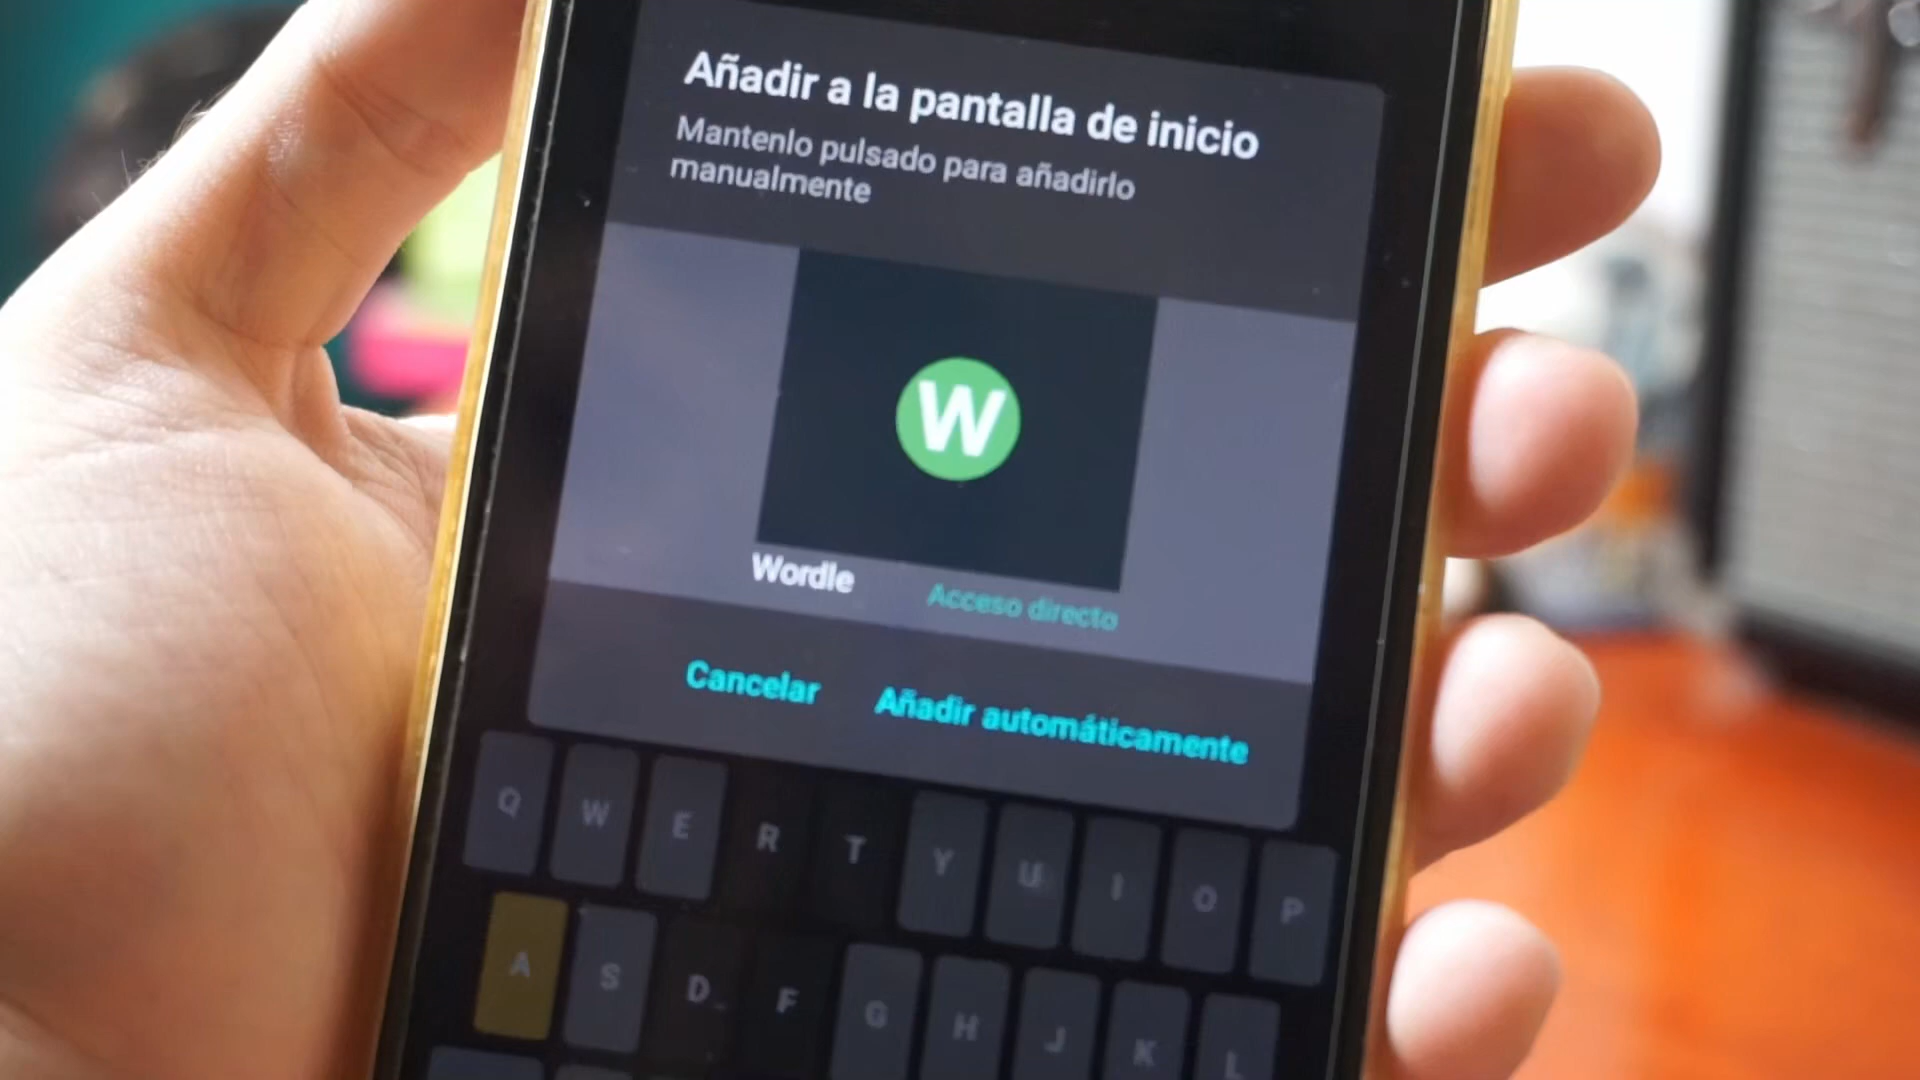 Añadir a la pantalla de inicio
Mantenlo pulsado para añadirlo
manualmente
W
Wordle Acceso directo
Cancelar Añadir automáticamente
Q W E R T Y U I O P
A S D F G H J K L